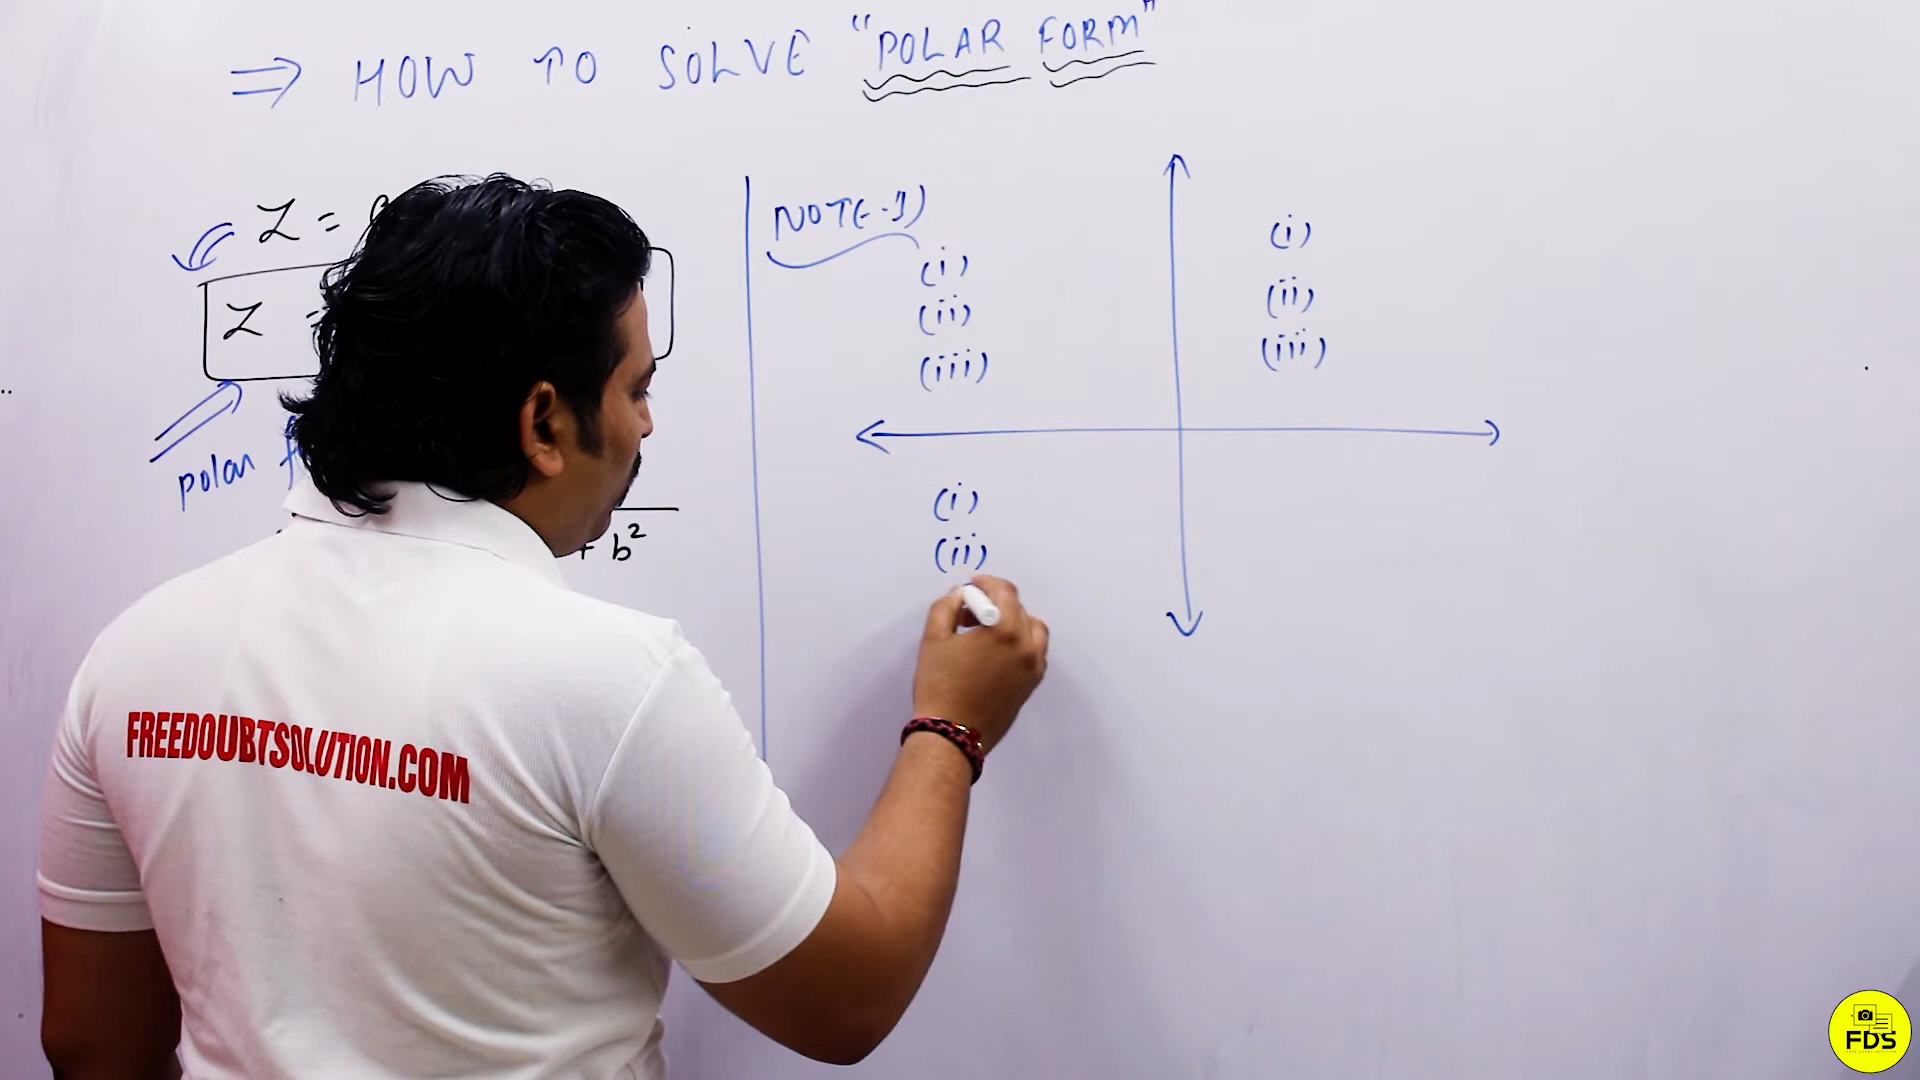 ⇒ HOW TO SOLVE "POLAR FORM"
Z =
Z =
polar
+ b²
NOTE-1)
(i)
(ii)
(iii)
(i)
(ii)
(iii)
(i)
(ii)
FREEDOUBTSOLUTION.COM
FDS